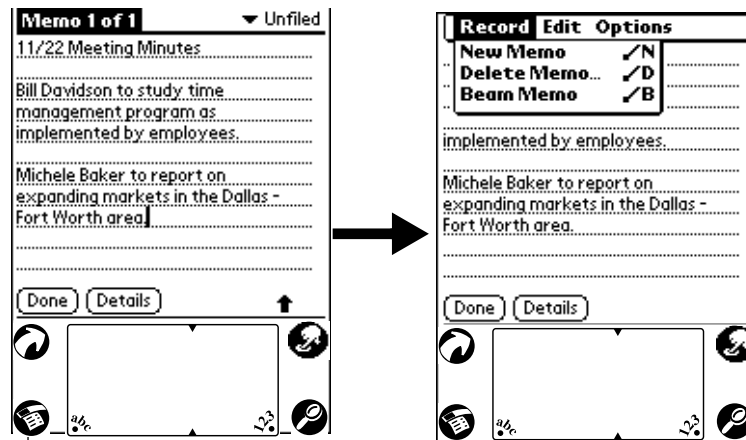 Memo 1 of 1 Unfiled
11/22 Meeting Minutes
Bill Davidson to study time
management program as
implemented by employees.
Michele Baker to report on
expanding markets in the Dallas -
Fort Worth area.
Done Details
abc 123
Record Edit Options
New Memo /N
Delete Memo... /D
Beam Memo /B
implemented by employees.
Michele Baker to report on
expanding markets in the Dallas -
Fort Worth area.
Done Details
abc 123